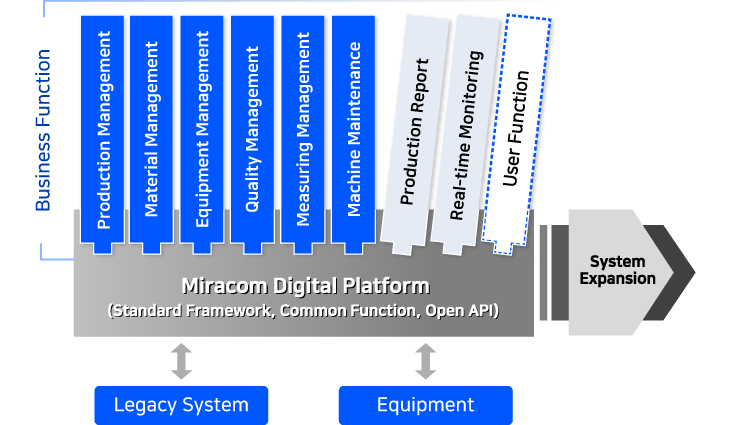 Business Function
Production Management
Material Management
Equipment Management
Quality Management
Measuring Management
Machine Maintenance
Production Report
Real-time Monitoring
User Function
Miracom Digital Platform
(Standard Framework, Common Function, Open API)
System
Expansion
Legacy System
Equipment